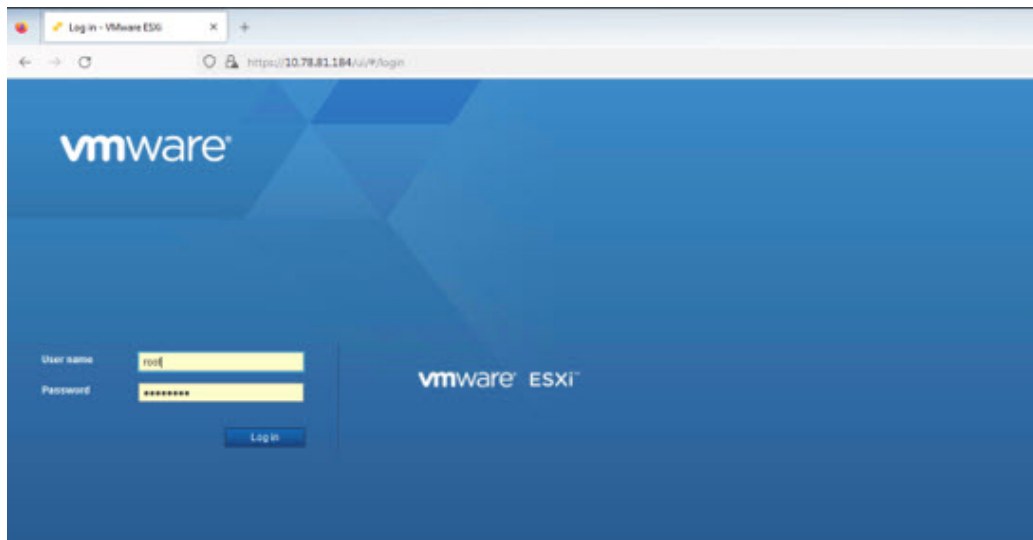 Log in - VMware ESXi
https://10.78.81.184/ui/#/login
vmware®
User name
root
vmware® ESXi™
Password
Log in